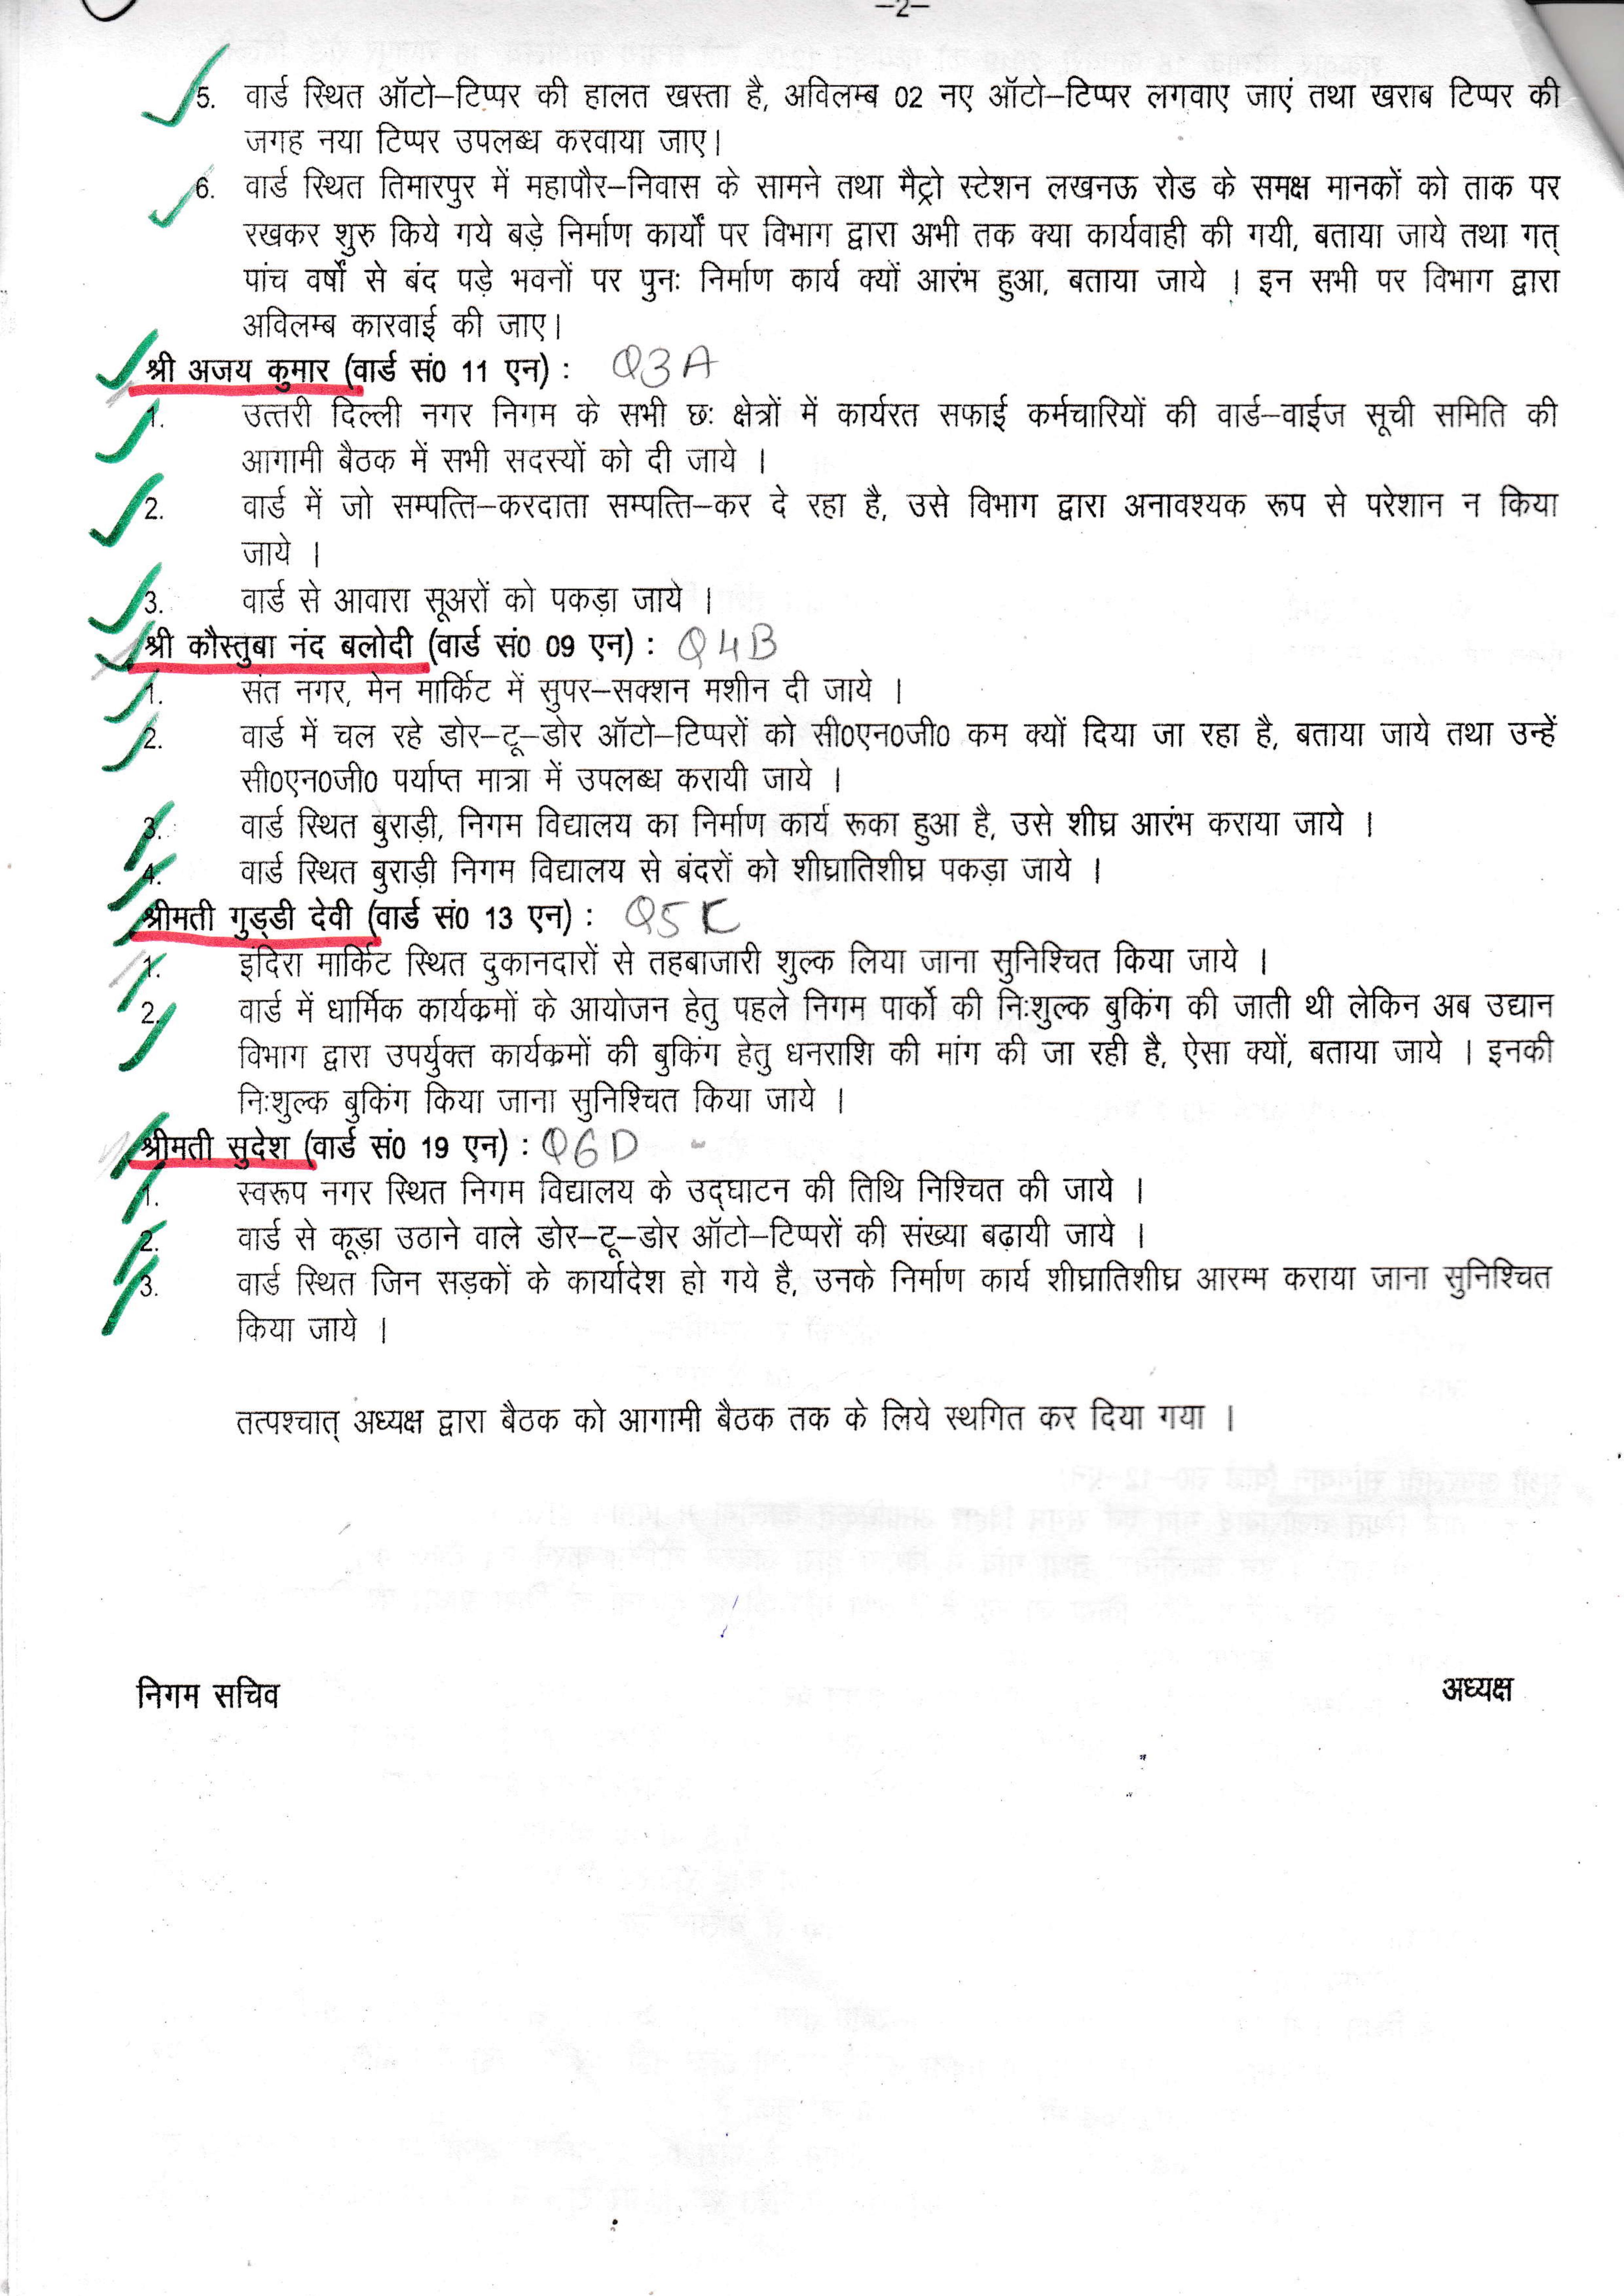 –2–
5. वार्ड स्थित ऑटो–टिप्पर की हालत खस्ता है, अविलम्ब 02 नए ऑटो–टिप्पर लगवाए जाएं तथा खराब टिप्पर की
जगह नया टिप्पर उपलब्ध करवाया जाए।
6. वार्ड स्थित तिमारपुर में महापौर–निवास के सामने तथा मैट्रो स्टेशन लखनऊ रोड के समक्ष मानकों को ताक पर
रखकर शुरु किये गये बड़े निर्माण कार्यों पर विभाग द्वारा अभी तक क्या कार्यवाही की गयी, बताया जाये तथा गत्
पांच वर्षों से बंद पड़े भवनों पर पुनः निर्माण कार्य क्यों आरंभ हुआ, बताया जाये । इन सभी पर विभाग द्वारा
अविलम्ब कारवाई की जाए।
श्री अजय कुमार (वार्ड सं0 11 एन) : Q3A
1. उत्तरी दिल्ली नगर निगम के सभी छः क्षेत्रों में कार्यरत सफाई कर्मचारियों की वार्ड–वाईज सूची समिति की
आगामी बैठक में सभी सदस्यों को दी जाये ।
2. वार्ड में जो सम्पत्ति–करदाता सम्पत्ति–कर दे रहा है, उसे विभाग द्वारा अनावश्यक रूप से परेशान न किया
जाये ।
3. वार्ड से आवारा सूअरों को पकड़ा जाये ।
श्री कौस्तुबा नंद बलोदी (वार्ड सं0 09 एन) : Q4B
1. संत नगर, मेन मार्किट में सुपर–सक्शन मशीन दी जाये ।
2. वार्ड में चल रहे डोर–टू–डोर ऑटो–टिप्परों को सी0एन0जी0 कम क्यों दिया जा रहा है, बताया जाये तथा उन्हें
सी0एन0जी0 पर्याप्त मात्रा में उपलब्ध करायी जाये ।
3. वार्ड स्थित बुराड़ी, निगम विद्यालय का निर्माण कार्य रूका हुआ है, उसे शीघ्र आरंभ कराया जाये ।
4. वार्ड स्थित बुराड़ी निगम विद्यालय से बंदरों को शीघ्रातिशीघ्र पकड़ा जाये ।
श्रीमती गुड्डी देवी (वार्ड सं0 13 एन) : Q5C
1. इंदिरा मार्किट स्थित दुकानदारों से तहबाजारी शुल्क लिया जाना सुनिश्चित किया जाये ।
2. वार्ड में धार्मिक कार्यकमों के आयोजन हेतु पहले निगम पार्को की निःशुल्क बुकिंग की जाती थी लेकिन अब उद्यान
विभाग द्वारा उपर्युक्त कार्यकमों की बुकिंग हेतु धनराशि की मांग की जा रही है, ऐसा क्यों, बताया जाये । इनकी
निःशुल्क बुकिंग किया जाना सुनिश्चित किया जाये ।
श्रीमती सुदेश (वार्ड सं0 19 एन) : Q6D
1. स्वरूप नगर स्थित निगम विद्यालय के उद्घाटन की तिथि निश्चित की जाये ।
2. वार्ड से कूड़ा उठाने वाले डोर–टू–डोर ऑटो–टिप्परों की संख्या बढ़ायी जाये ।
3. वार्ड स्थित जिन सड़कों के कार्यादेश हो गये है, उनके निर्माण कार्य शीघ्रातिशीघ्र आरम्भ कराया जाना सुनिश्चित
किया जाये ।
तत्पश्चात् अध्यक्ष द्वारा बैठक को आगामी बैठक तक के लिये स्थगित कर दिया गया ।
निगम सचिव अध्यक्ष